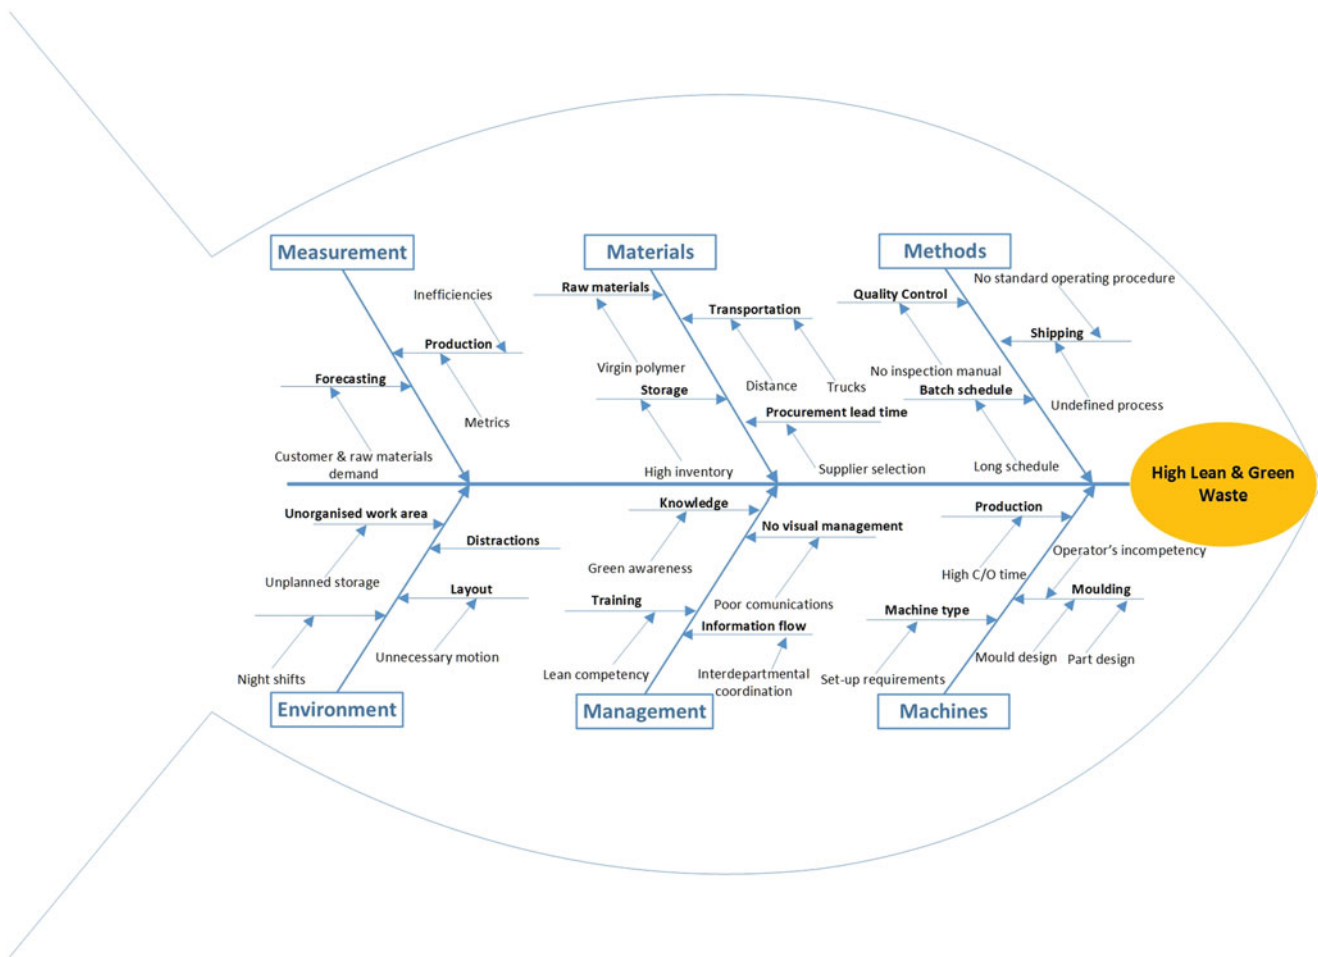 Measurement
Materials
Methods
No standard operating procedure
Inefficiencies
Raw materials
Quality Control
Transportation
Shipping
Production
Virgin polymer
No inspection manual
Forecasting
Distance
Trucks
Storage
Batch schedule
Undefined process
Metrics
Procurement lead time
Customer & raw materials
demand
High inventory
Supplier selection
Long schedule
High Lean & Green
Waste
Unorganised work area
Knowledge
Production
No visual management
Distractions
Operator's incompetency
Unplanned storage
Green awareness
High C/O time
Layout
Moulding
Training
Poor comunications
Machine type
Information flow
Unnecessary motion
Mould design
Part design
Night shifts
Lean competency
Interdepartmental
coordination
Set-up requirements
Environment
Management
Machines